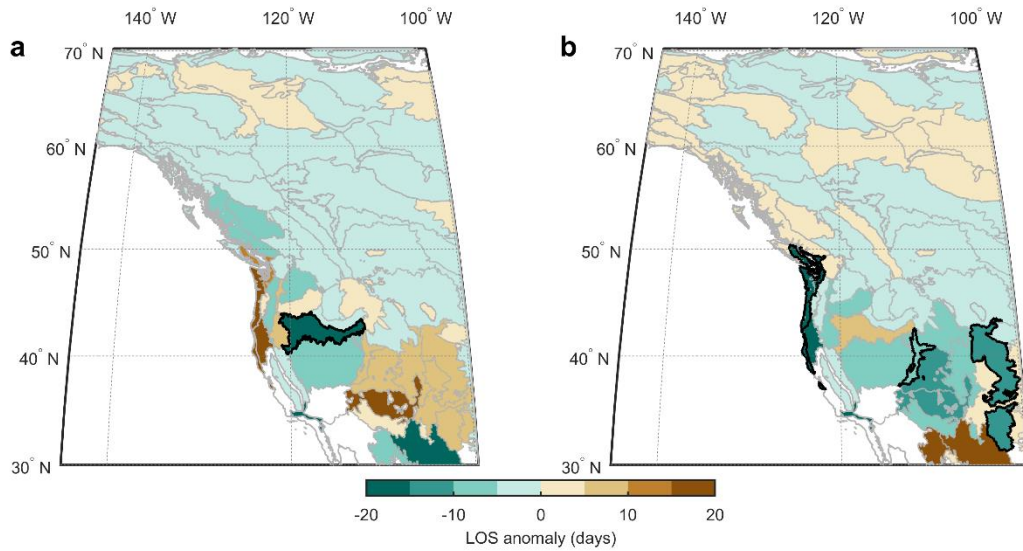 140° W 120° W 100° W 140° W 120° W 100° W
a b
70° N 70° N
60° N 60° N
50° N 50° N
40° N 40° N
30° N 30° N
-20 -10 0 10 20
LOS anomaly (days)